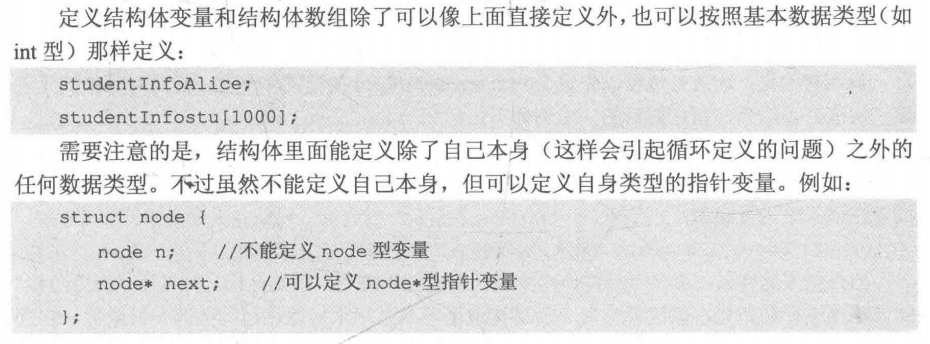 定义结构体变量和结构体数组除了可以像上面直接定义外，也可以按照基本数据类型（如
int 型）那样定义：
studentInfoAlice;
studentInfostu[1000];
需要注意的是，结构体里面能定义除了自己本身（这样会引起循环定义的问题）之外的
任何数据类型。不过虽然不能定义自己本身，但可以定义自身类型的指针变量。例如：
struct node {
node n; //不能定义 node 型变量
node* next; //可以定义 node*型指针变量
};